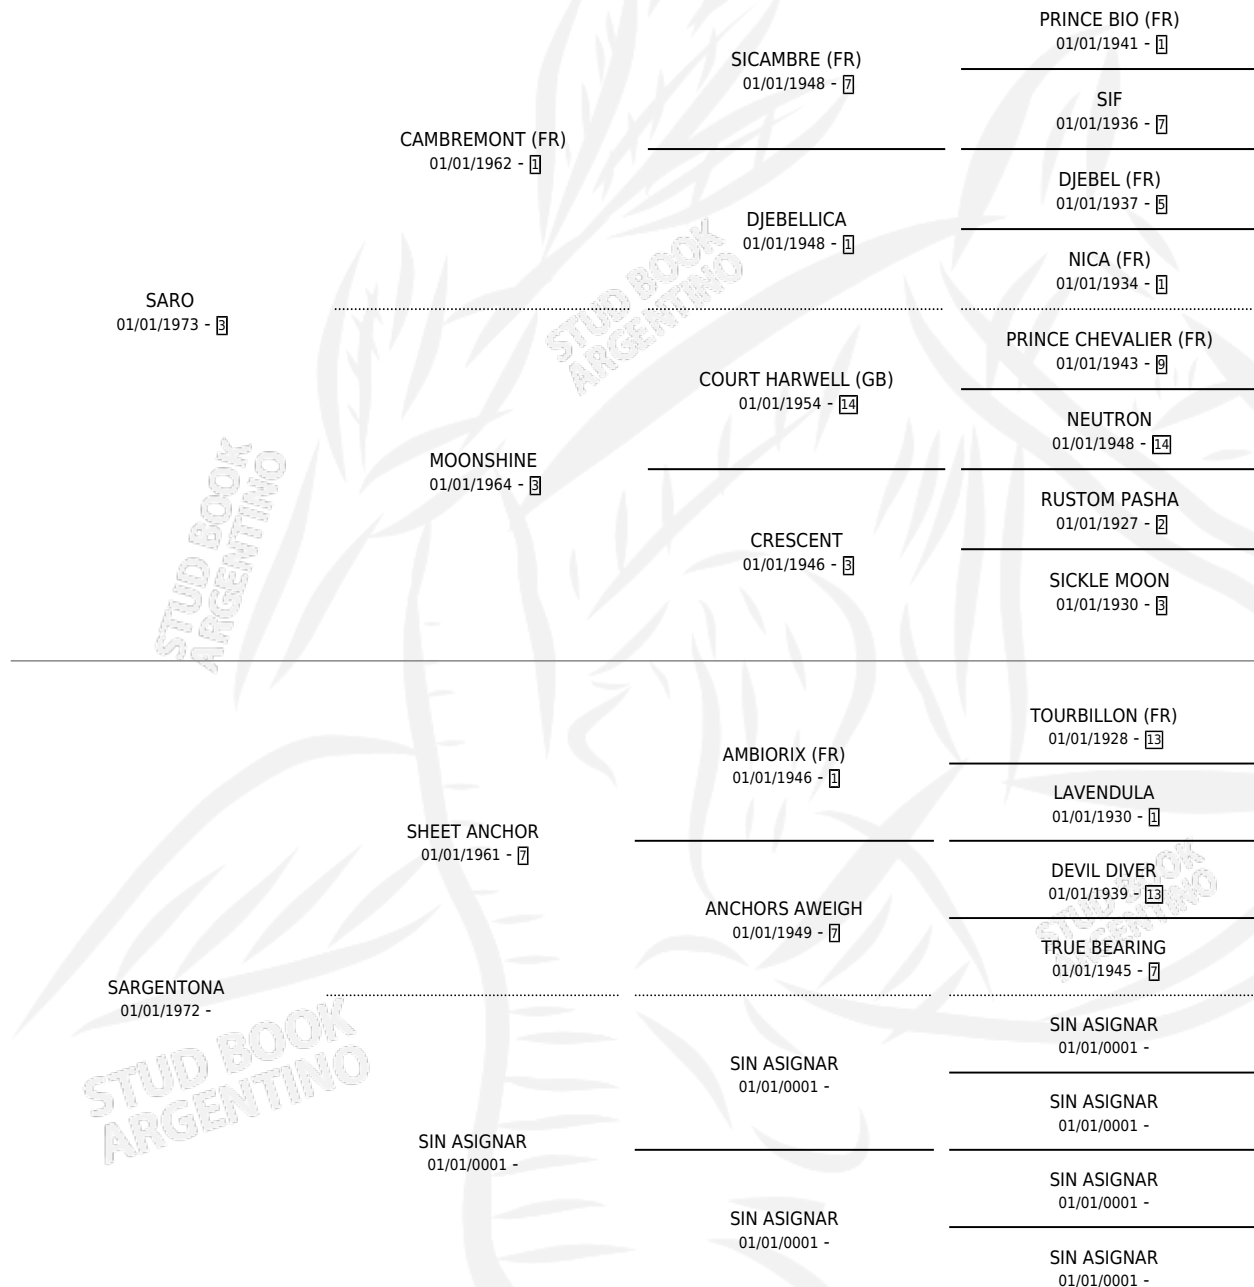 PRINCE BIO (FR)
01/01/1941 - 1
SICAMBRE (FR)
01/01/1948 - 7
SIF
01/01/1936 - 7
CAMBREMONT (FR)
01/01/1962 - 1
DJEBEL (FR)
01/01/1937 - 5
DJEBELLICA
01/01/1948 - 1
NICA (FR)
01/01/1934 - 1
SARO
01/01/1973 - 3
PRINCE CHEVALIER (FR)
01/01/1943 - 9
COURT HARWELL (GB)
01/01/1954 - 14
NEUTRON
01/01/1948 - 14
MOONSHINE
01/01/1964 - 3
RUSTOM PASHA
01/01/1927 - 2
CRESCENT
01/01/1946 - 3
SICKLE MOON
01/01/1930 - 3
TOURBILLON (FR)
01/01/1928 - 13
AMBIORIX (FR)
01/01/1946 - 1
LAVENDULA
01/01/1930 - 1
SHEET ANCHOR
01/01/1961 - 7
DEVIL DIVER
01/01/1939 - 13
ANCHORS AWEIGH
01/01/1949 - 7
TRUE BEARING
01/01/1945 - 7
SARGENTONA
01/01/1972 -
SIN ASIGNAR
01/01/0001 -
SIN ASIGNAR
01/01/0001 -
SIN ASIGNAR
01/01/0001 -
SIN ASIGNAR
01/01/0001 -
SIN ASIGNAR
01/01/0001 -
SIN ASIGNAR
01/01/0001 -
SIN ASIGNAR
01/01/0001 -
STUD BOOK
ARGENTINO
STUD BOOK
ARGENTINO
STUD BOOK
ARGENTINO
STUD BOOK
ARGENTINO